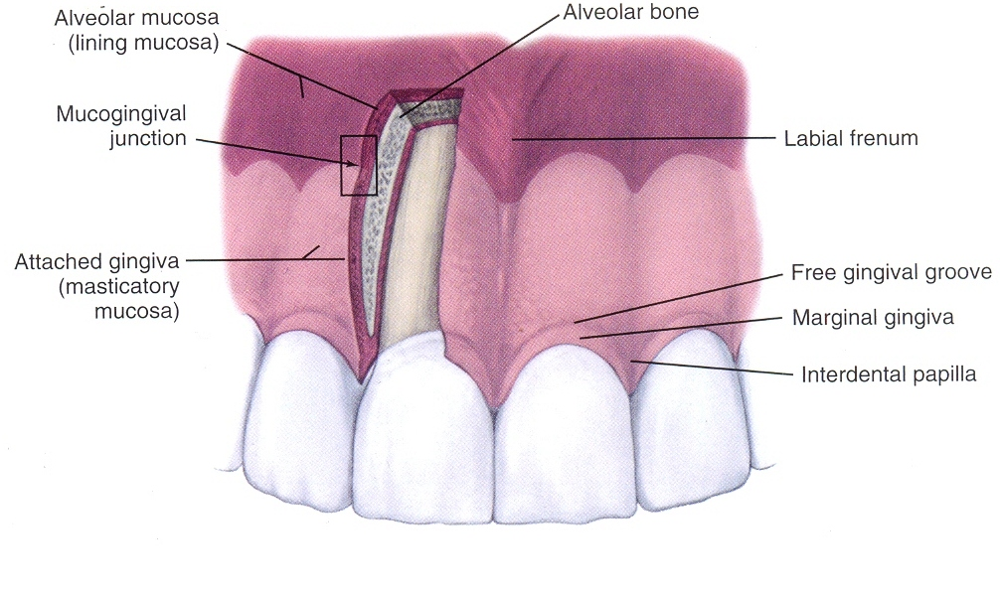 Alveolar mucosa
(lining mucosa)
Mucogingival
junction
Attached gingiva
(masticatory
mucosa)
Alveolar bone
Labial frenum
Free gingival groove
Marginal gingiva
Interdental papilla